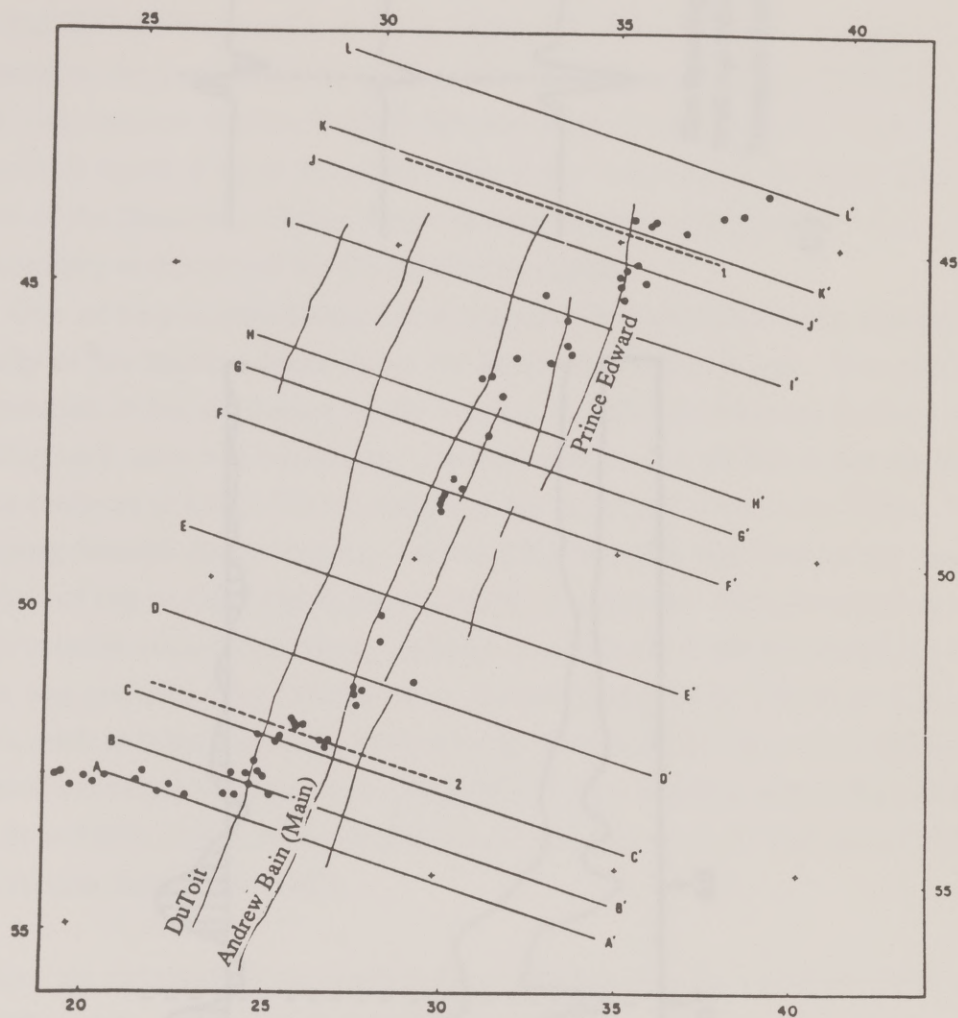 25 30 35 40
L
K
J
L'
I
1
45 45
K'
J'
H
I'
G
Prince Edward
F
H'
G'
E
F'
50 50
D
E'
C
B
A
2
D'
C'
DuToit
Andrew Bain (Main)
55
B'
A'
55
20 25 30 35 40